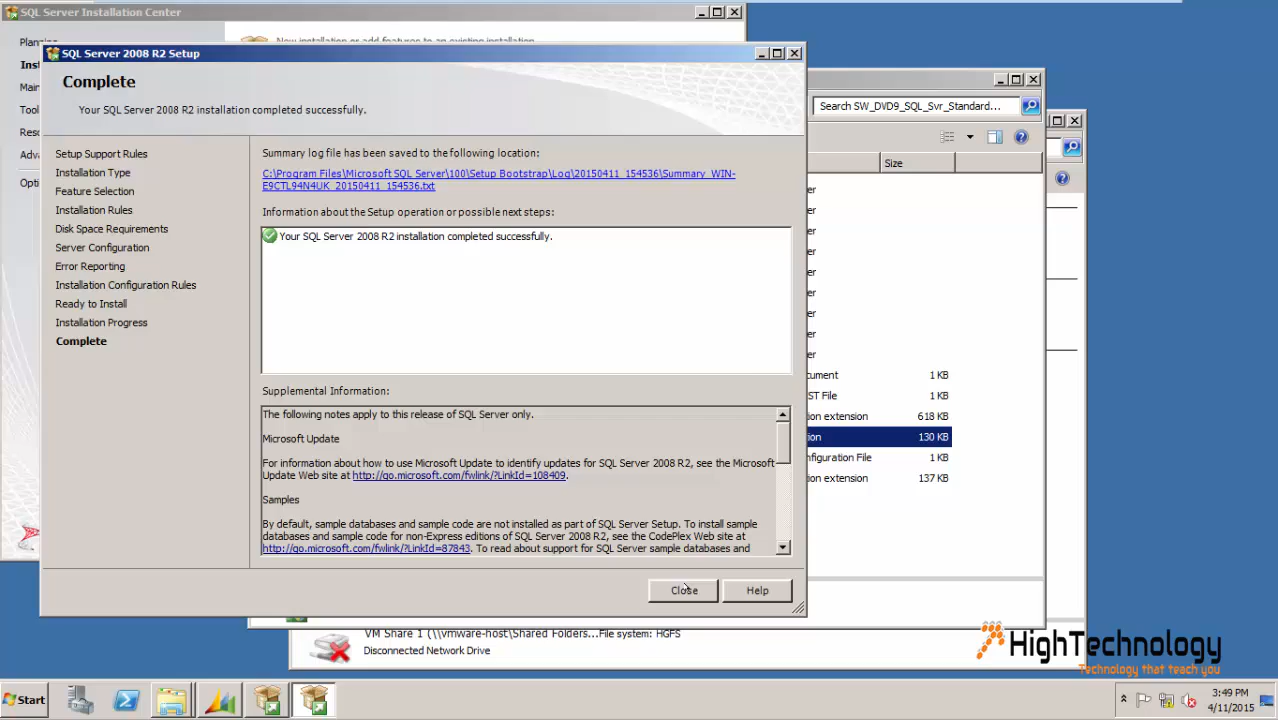 SQL Server Installation Center
Planning
New installation or add features to an existing installation.
SQL Server 2008 R2 Setup
Complete
Your SQL Server 2008 R2 installation completed successfully.
Setup Support Rules
Installation Type
Feature Selection
Installation Rules
Disk Space Requirements
Server Configuration
Error Reporting
Installation Configuration Rules
Ready to Install
Installation Progress
Complete
Summary log file has been saved to the following location:
C:\Program Files\Microsoft SQL Server\100\Setup Bootstrap\Log\20150411_154536\Summary_WIN-
E9CTL94N4UK_20150411_154536.txt
Information about the Setup operation or possible next steps:
Your SQL Server 2008 R2 installation completed successfully.
Supplemental Information:
The following notes apply to this release of SQL Server only.
Microsoft Update
For information about how to use Microsoft Update to identify updates for SQL Server 2008 R2, see the Microsoft
Update Web site at http://go.microsoft.com/fwlink/?LinkId=108409.
Samples
By default, sample databases and sample code are not installed as part of SQL Server Setup. To install sample
databases and sample code for non-Express editions of SQL Server 2008 R2, see the CodePlex Web site at
http://go.microsoft.com/fwlink/?LinkId=87843. To read about support for SQL Server sample databases and
Close Help
Inst
Main
Tool
Reso
Adva
Opti
Search SW_DVD9_SQL_Svr_Standard...
Size
er
er
er
er
er
er
er
er
er
cument 1 KB
ST File 1 KB
ion extension 618 KB
ion 130 KB
nfiguration File 1 KB
ion extension 137 KB
VM Share 1 (\\vmware-host\Shared Folders...File system: HGFS
Disconnected Network Drive
HighTechnology
Technology that teach you
Start
3:49 PM
4/11/2015